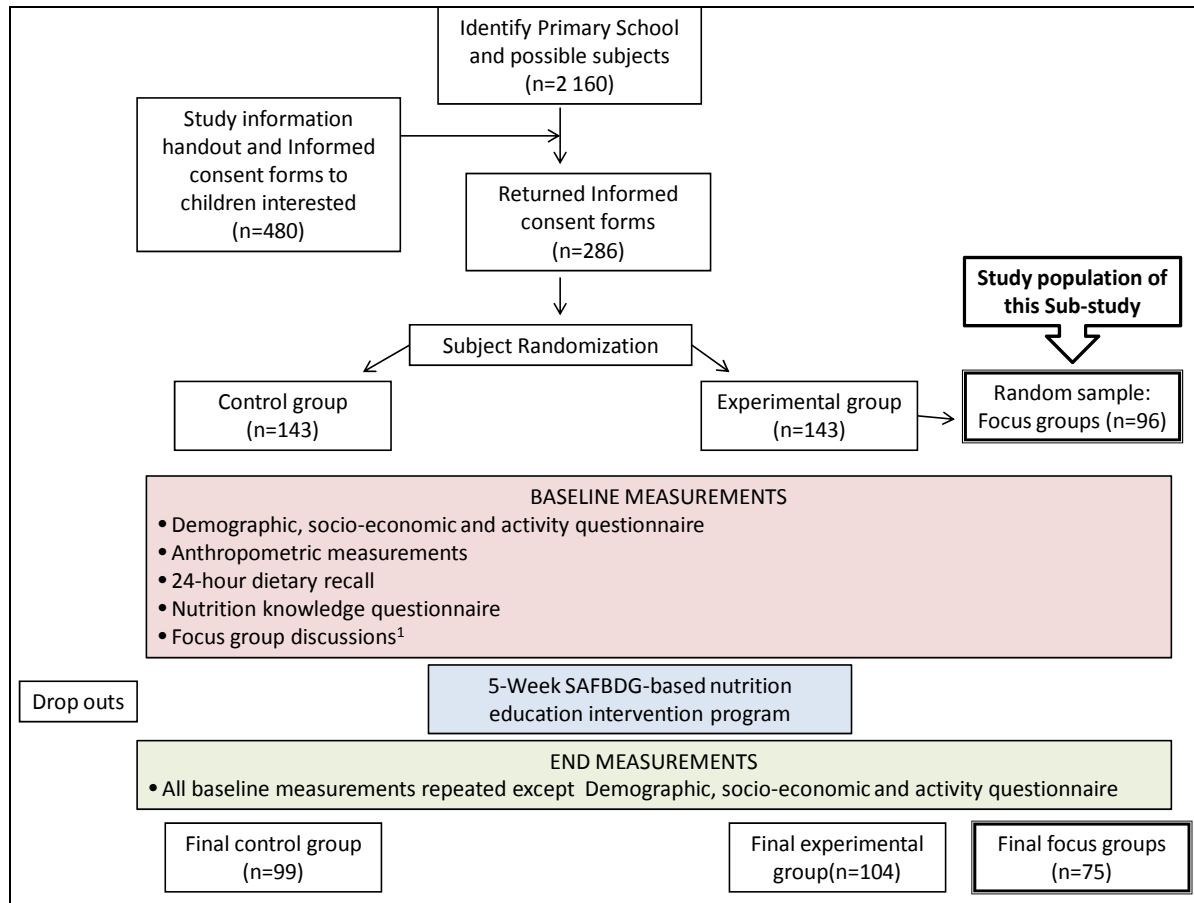 Identify Primary School
and possible subjects
(n=2 160)
Study information
handout and Informed
consent forms to
children interested
(n=480)
Returned Informed
consent forms
(n=286)
Study population of
this Sub-study
Subject Randomization
Control group
(n=143)
Experimental group
(n=143)
Random sample:
Focus groups (n=96)
BASELINE MEASUREMENTS
• Demographic, socio-economic and activity questionnaire
• Anthropometric measurements
• 24-hour dietary recall
• Nutrition knowledge questionnaire
• Focus group discussions¹
Drop outs
5-Week SAFBDG-based nutrition
education intervention program
END MEASUREMENTS
• All baseline measurements repeated except Demographic, socio-economic and activity questionnaire
Final control group
(n=99)
Final experimental
group(n=104)
Final focus groups
(n=75)